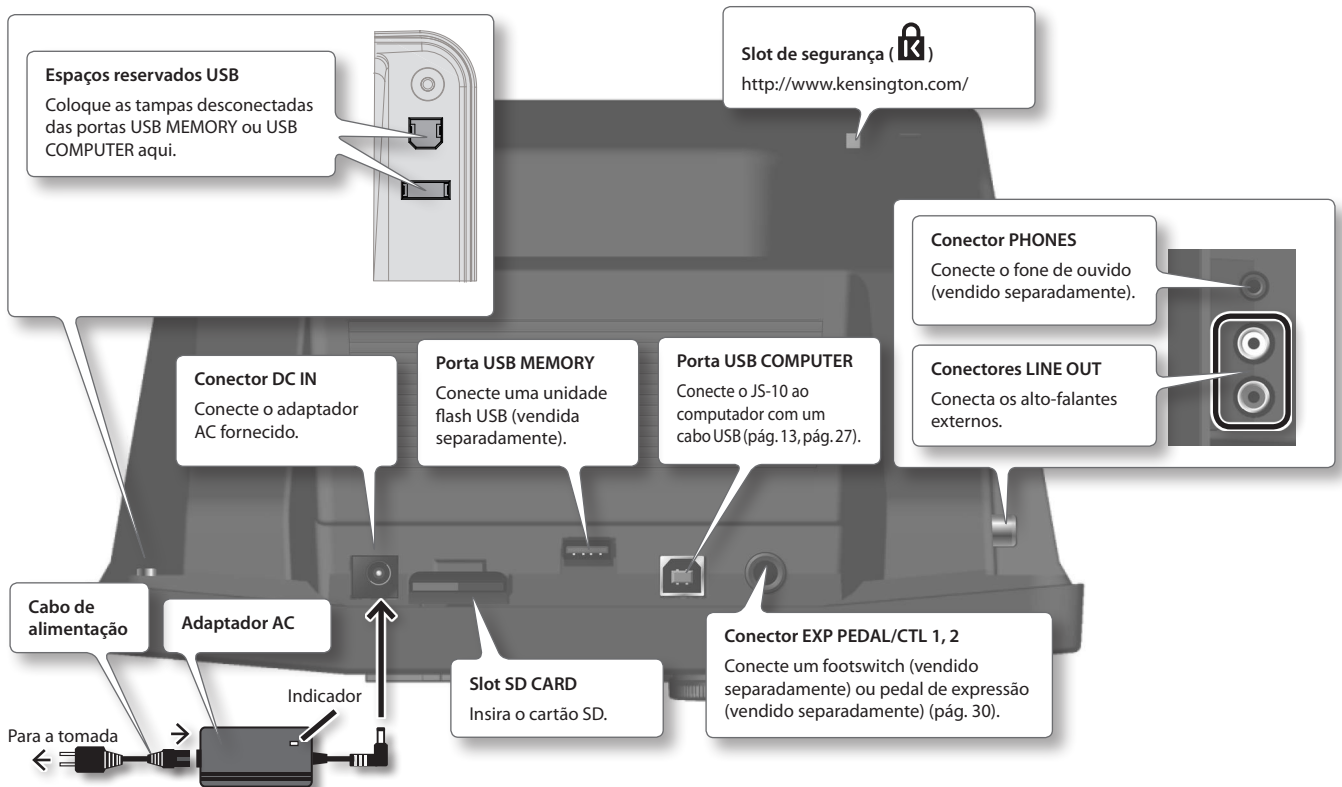 Espaços reservados USB
Coloque as tampas desconectadas
das portas USB MEMORY ou USB
COMPUTER aqui.
Slot de segurança ( K )
http://www.kensington.com/
Conector PHONES
Conecte o fone de ouvido
(vendido separadamente).
Conectores LINE OUT
Conecta os alto-falantes
externos.
Conector DC IN
Conecte o adaptador
AC fornecido.
Porta USB MEMORY
Conecte uma unidade
flash USB (vendida
separadamente).
Porta USB COMPUTER
Conecte o JS-10 ao
computador com um
cabo USB (pág. 13, pág. 27).
Cabo de
alimentação
Adaptador AC
Indicador
Para a tomada
Slot SD CARD
Insira o cartão SD.
Conector EXP PEDAL/CTL 1, 2
Conecte um footswitch (vendido
separadamente) ou pedal de expressão
(vendido separadamente) (pág. 30).